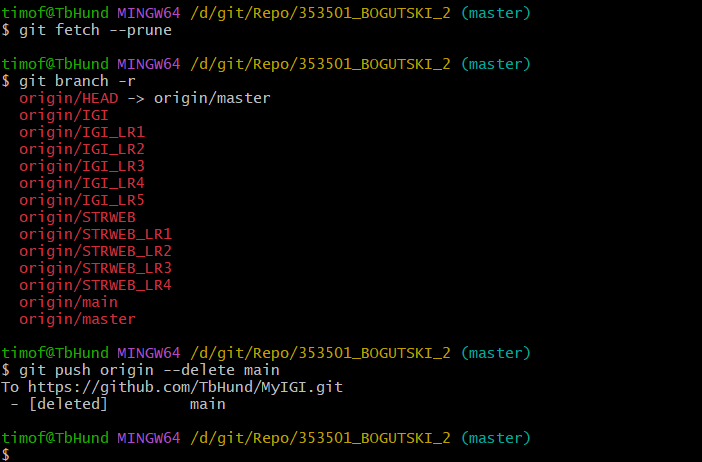 timof@TbHund MINGW64 /d/git/Repo/353501_BOGUTSKI_2 (master)
$ git fetch --prune
timof@TbHund MINGW64 /d/git/Repo/353501_BOGUTSKI_2 (master)
$ git branch -r
origin/HEAD -> origin/master
origin/IGI
origin/IGI_LR1
origin/IGI_LR2
origin/IGI_LR3
origin/IGI_LR4
origin/IGI_LR5
origin/STRWEB
origin/STRWEB_LR1
origin/STRWEB_LR2
origin/STRWEB_LR3
origin/STRWEB_LR4
origin/main
origin/master
timof@TbHund MINGW64 /d/git/Repo/353501_BOGUTSKI_2 (master)
$ git push origin --delete main
To https://github.com/TbHund/MyIGI.git
- [deleted]         main
timof@TbHund MINGW64 /d/git/Repo/353501_BOGUTSKI_2 (master)
$